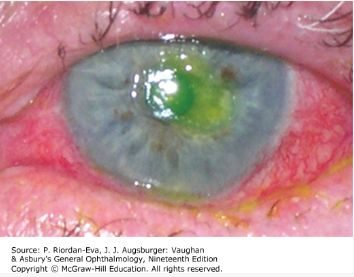 Source: P. Riordan-Eva, J. J. Augsburger: Vaughan
& Asbury's General Ophthalmology, Nineteenth Edition
Copyright © McGraw-Hill Education. All rights reserved.